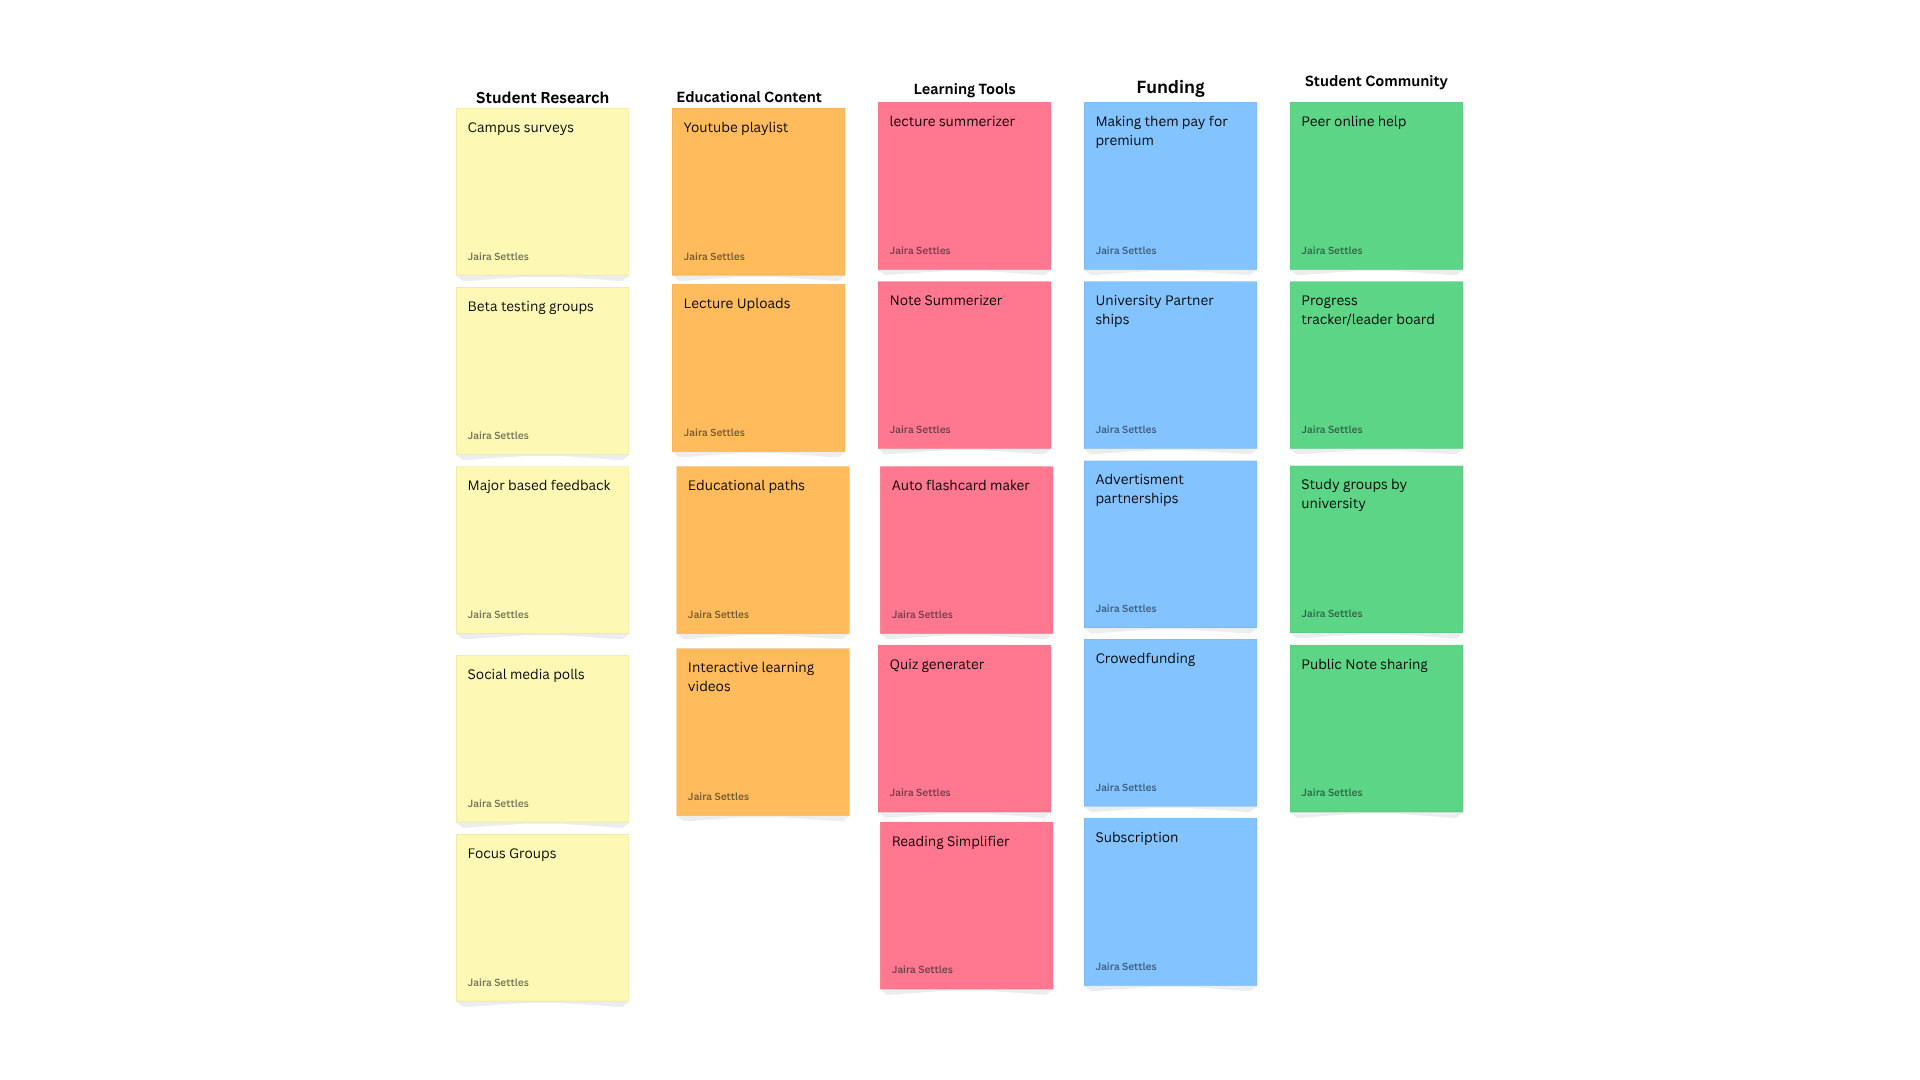 Student Research
Campus surveys
Jaira Settles
Beta testing groups
Jaira Settles
Major based feedback
Jaira Settles
Social media polls
Jaira Settles
Focus Groups
Jaira Settles
Educational Content
Youtube playlist
Jaira Settles
Lecture Uploads
Jaira Settles
Educational paths
Jaira Settles
Interactive learning
videos
Jaira Settles
Learning Tools
lecture summerizer
Jaira Settles
Note Summerizer
Jaira Settles
Auto flashcard maker
Jaira Settles
Quiz generater
Jaira Settles
Reading Simplifier
Jaira Settles
Funding
Making them pay for
premium
Jaira Settles
University Partner
ships
Jaira Settles
Advertisment
partnerships
Jaira Settles
Crowedfunding
Jaira Settles
Subscription
Jaira Settles
Student Community
Peer online help
Jaira Settles
Progress
tracker/leader board
Jaira Settles
Study groups by
university
Jaira Settles
Public Note sharing
Jaira Settles